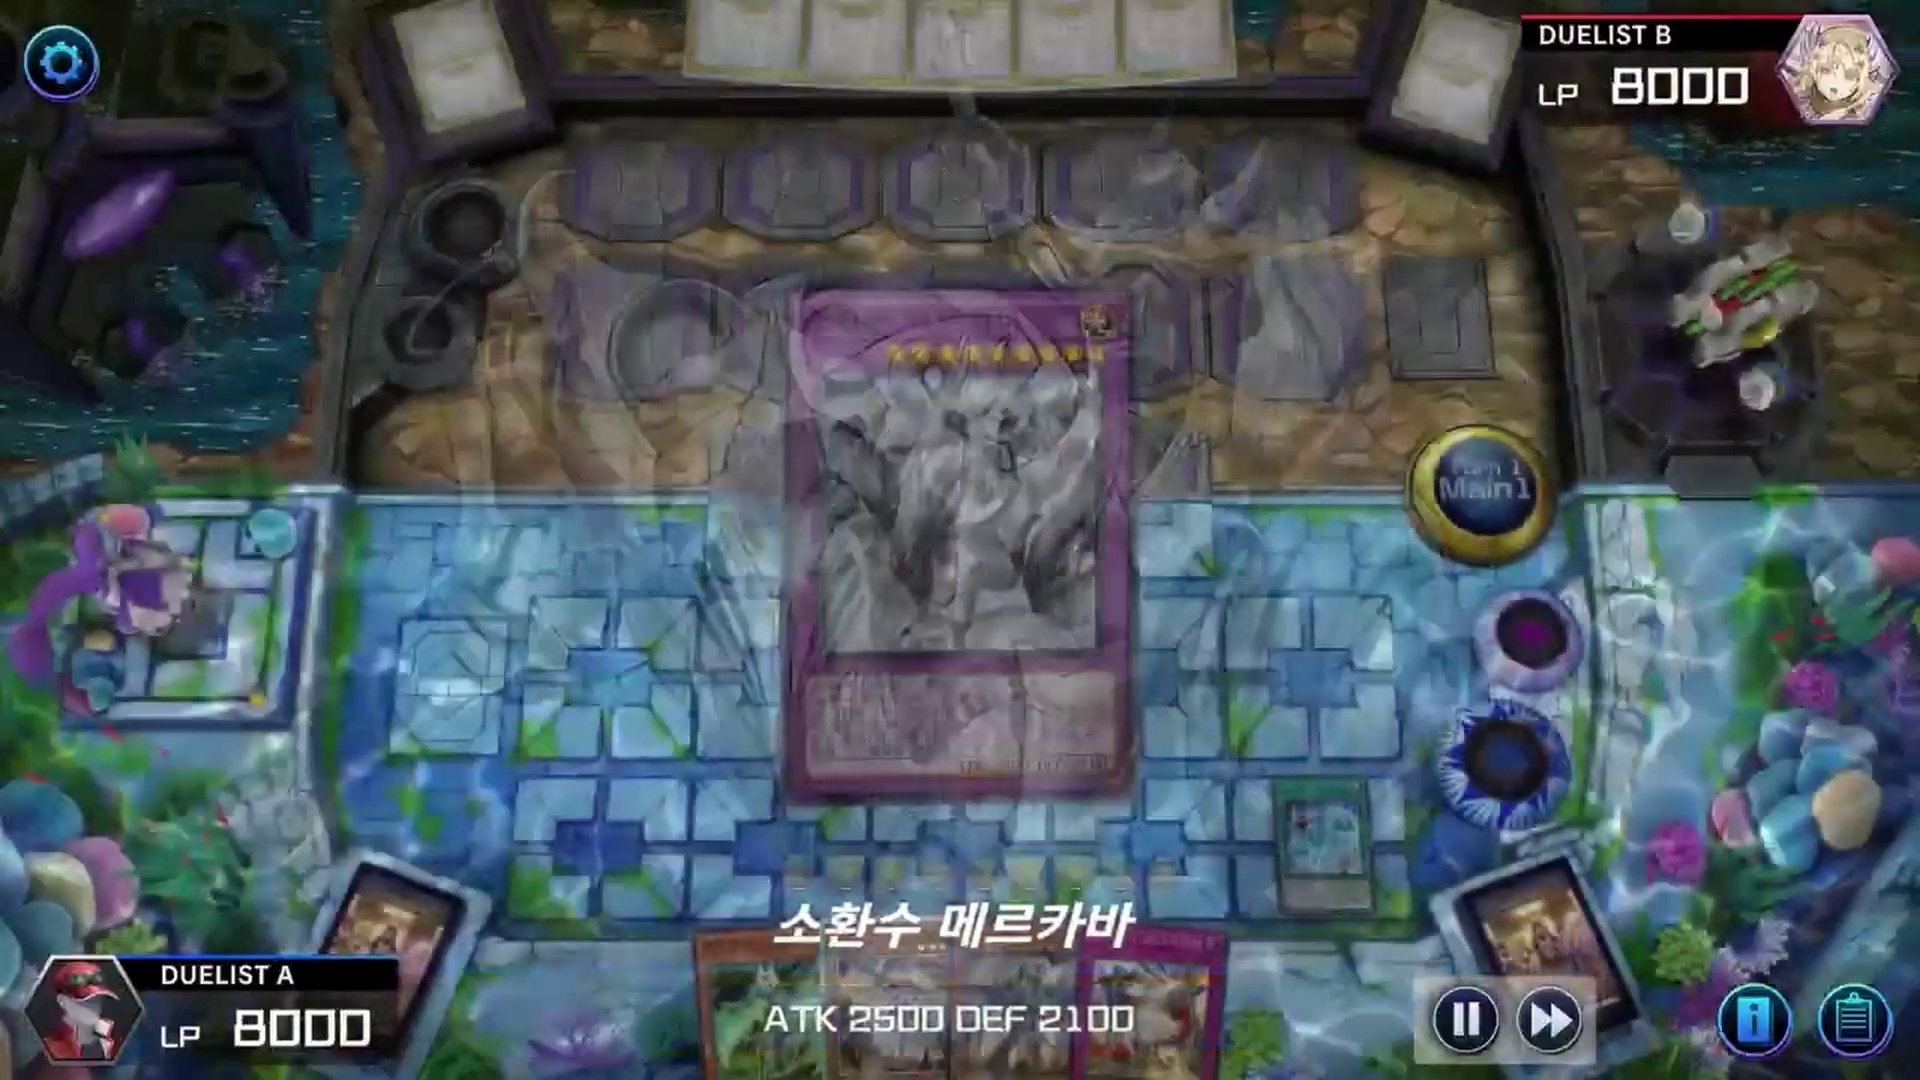 DUELIST B
LP 8000
Turn 1
Main1
소환수 메르카바
ATK 2500 DEF 2100
DUELIST A
LP 8000